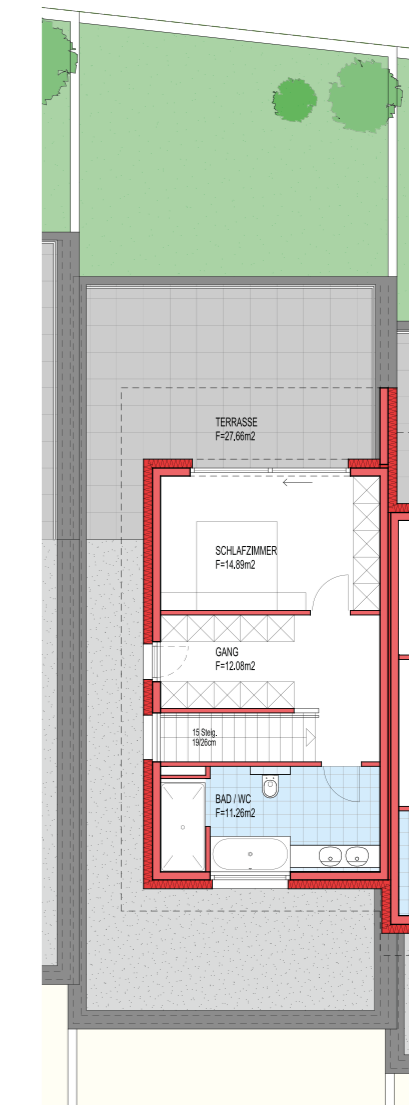 TERRASSE
F=27,66m2
SCHLAFZIMMER
F=14.89m2
GANG
F=12.08m2
15 Steig.
19/26cm
BAD / WC
F=11.26m2